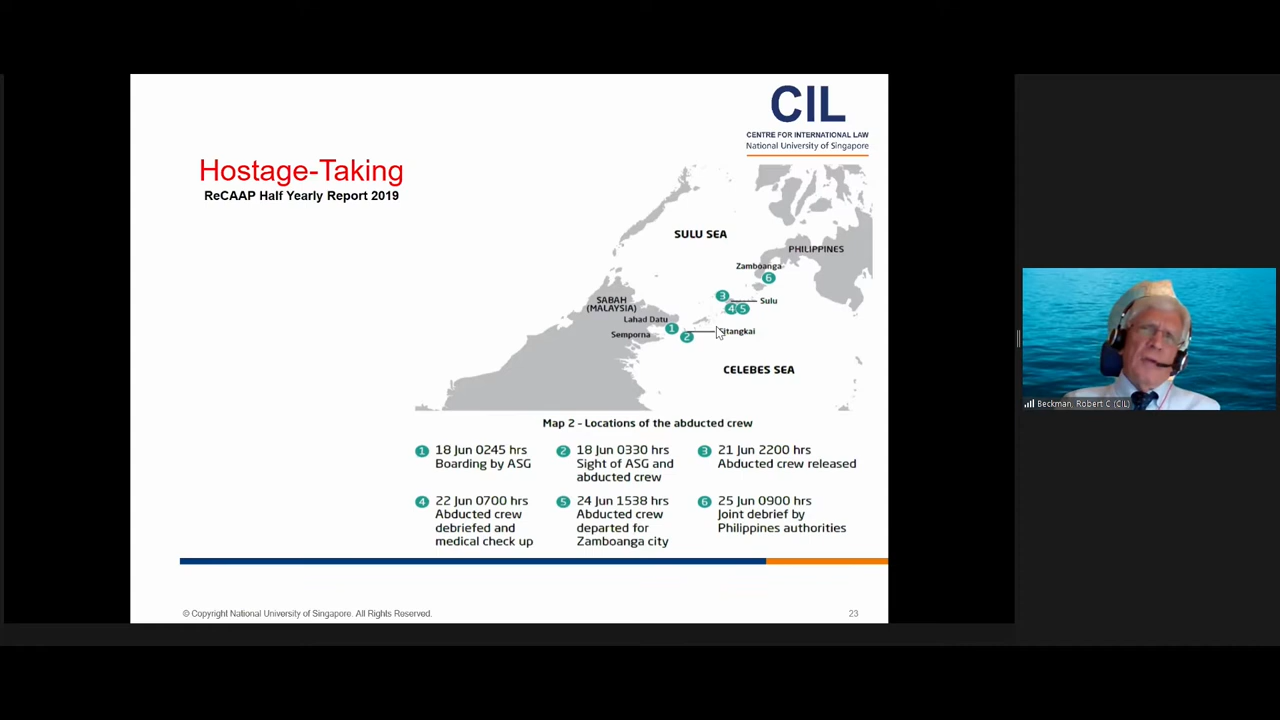 CIL
CENTRE FOR INTERNATIONAL LAW
National University of Singapore
Hostage-Taking
ReCAAP Half Yearly Report 2019
SULU SEA
PHILIPPINES
Zamboanga
6
3
Sulu
4 5
SABAH
(MALAYSIA)
Lahad Datu
1
Semporna
2
Sitangkai
CELEBES SEA
Map 2 - Locations of the abducted crew
1 18 Jun 0245 hrs
Boarding by ASG
2 18 Jun 0330 hrs
Sight of ASG and
abducted crew
3 21 Jun 2200 hrs
Abducted crew released
4 22 Jun 0700 hrs
Abducted crew
debriefed and
medical check up
5 24 Jun 1538 hrs
Abducted crew
departed for
Zamboanga city
6 25 Jun 0900 hrs
Joint debrief by
Philippines authorities
© Copyright National University of Singapore. All Rights Reserved.
23
Beckman, Robert C (CIL)